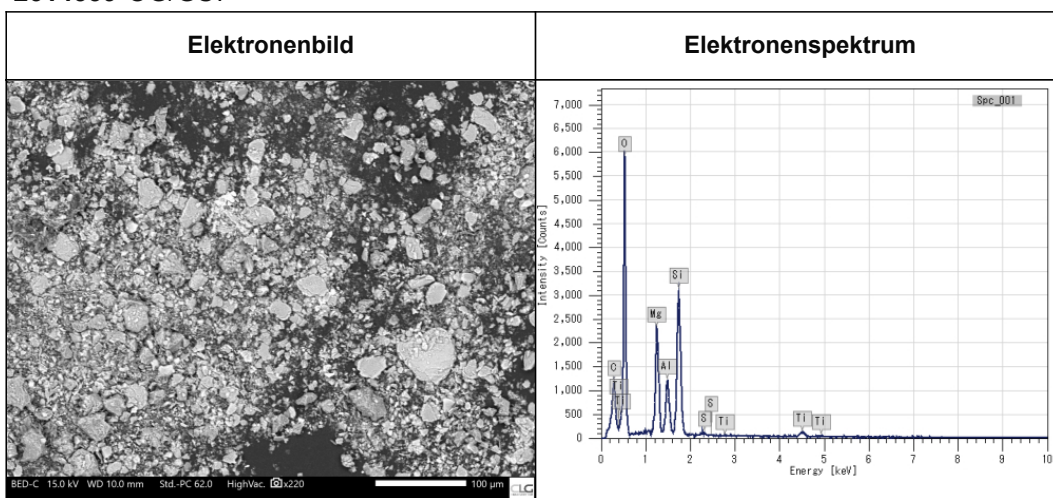 Elektronenbild
Elektronenspektrum
BED-C 15.0 kV WD 10.0 mm Std.-PC 62.0 HighVac. x220 100 µm CLG
Spc_001
Intensity [Counts]
7,000
6,500
6,000
5,500
5,000
4,500
4,000
3,500
3,000
2,500
2,000
1,500
1,000
500
0
O
Si
Mg
Al
C
Ti
Ti
S
S
Ti
Ti
Ti
0 1 2 3 4 5 6 7 8 9 10
Energy [keV]